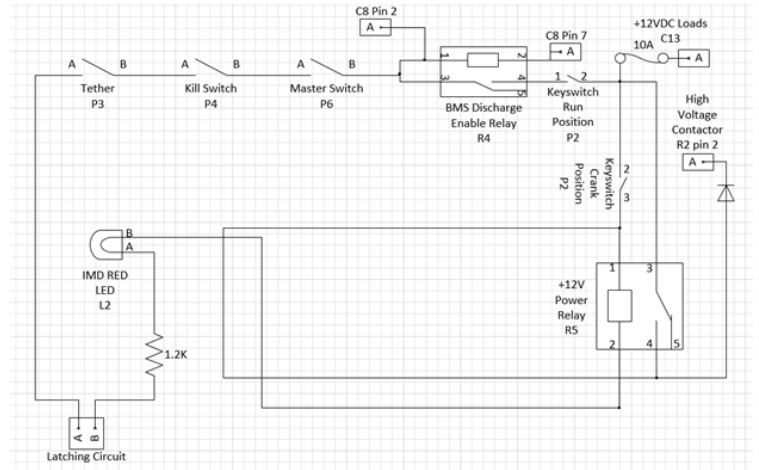 C8 Pin 2
A
+12VDC Loads
C13
10A
A
C8 Pin 7
A
A B
A B
A B
1 2
3 4
5
1 2
Tether
P3
Kill Switch
P4
Master Switch
P6
BMS Discharge
Enable Relay
R4
Keyswitch
Run
Position
P2
High
Voltage
Contactor
R2 pin 2
A
Keyswitch
Crank
Position
P2
2
3
B
A
IMD RED
LED
L2
+12V
Power
Relay
R5
1 3
2 4 5
1.2K
A B
Latching Circuit